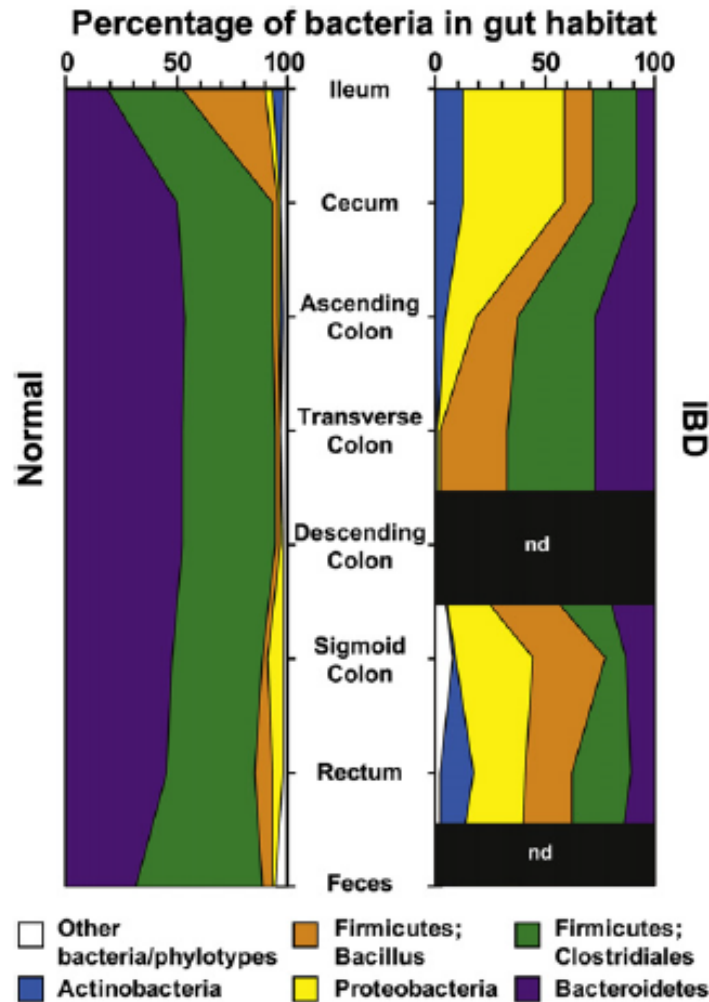 Percentage of bacteria in gut habitat
0 50 100 0 50 100
Ileum
Cecum
Ascending
Colon
Transverse
Colon
Descending
Colon
Sigmoid
Colon
Rectum
Feces
Normal
IBD
nd
nd
Other
bacteria/phylotypes
Firmicutes;
Bacillus
Firmicutes;
Clostridiales
Actinobacteria
Proteobacteria
Bacteroidetes